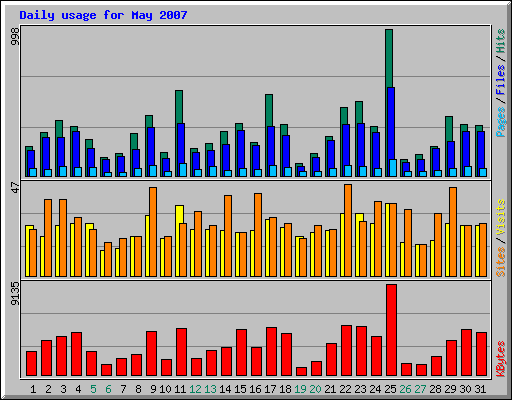 Daily usage for May 2007
998
Pages / Files / Hits
47
Sites / Visits
9135
KBytes
1 2 3 4 5 6 7 8 9 10 11 12 13 14 15 16 17 18 19 20 21 22 23 24 25 26 27 28 29 30 31